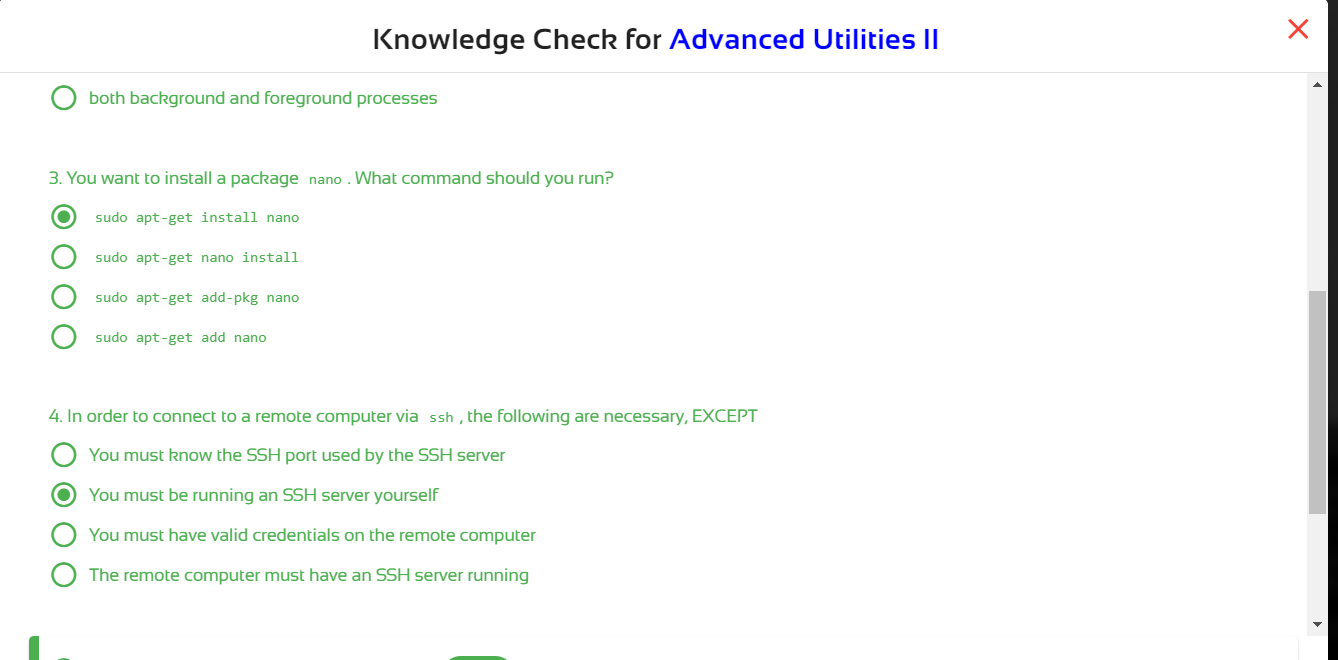 Knowledge Check for Advanced Utilities II
both background and foreground processes
3. You want to install a package nano . What command should you run?
sudo apt-get install nano
sudo apt-get nano install
sudo apt-get add-pkg nano
sudo apt-get add nano
4. In order to connect to a remote computer via ssh , the following are necessary, EXCEPT
You must know the SSH port used by the SSH server
You must be running an SSH server yourself
You must have valid credentials on the remote computer
The remote computer must have an SSH server running